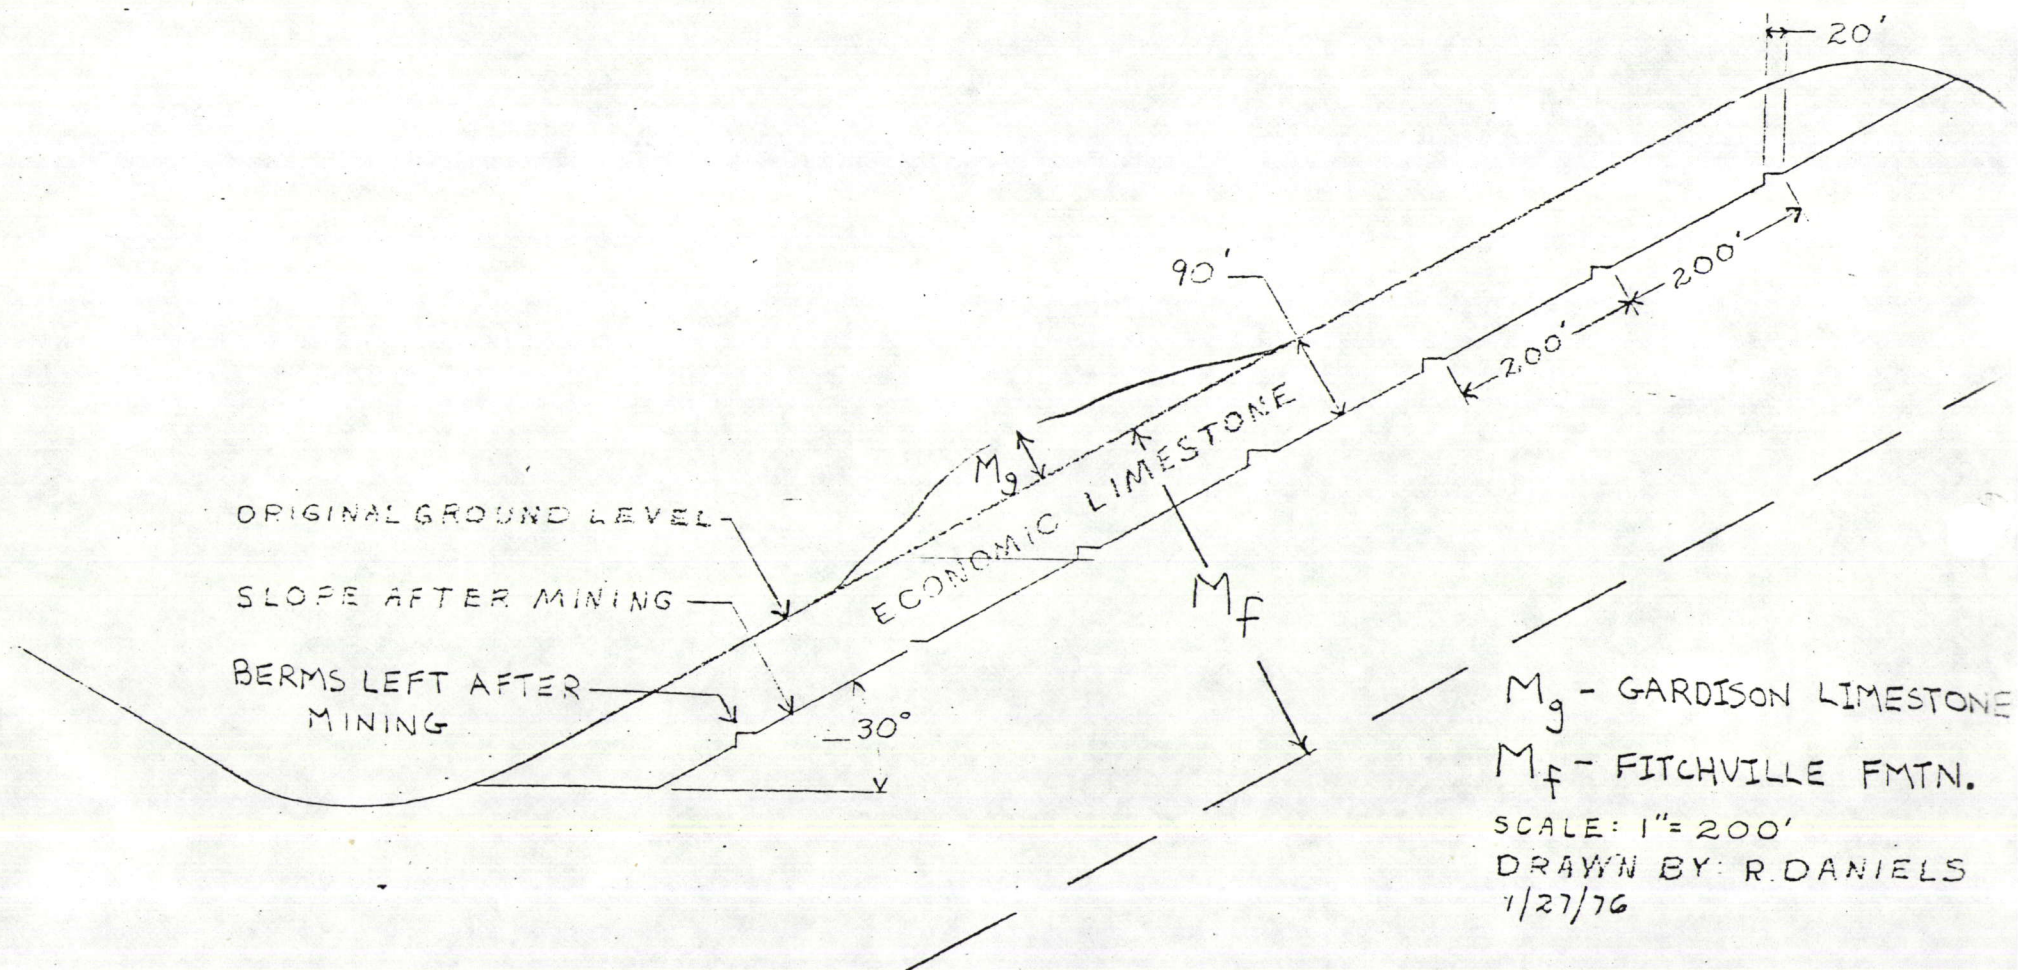 20'
90'
200'
200'
Mg
ECONOMIC LIMESTONE
ORIGINAL GROUND LEVEL
SLOPE AFTER MINING
BERMS LEFT AFTER
MINING
30°
Mf
Mg - GARDISON LIMESTONE
Mf - FITCHVILLE FMTN.
SCALE: 1"= 200'
DRAWN BY: R. DANIELS
1/27/76